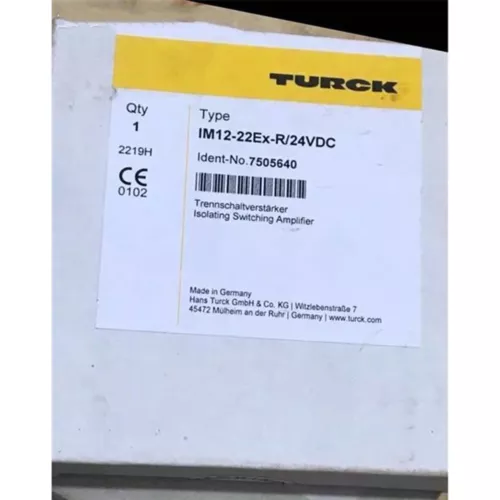 TURCK
Qty
1
2219H
CE
0102
Type
IM12-22Ex-R/24VDC
Ident-No.7505640
Trennschaltverstärker
Isolating Switching Amplifier
Made in Germany
Hans Turck GmbH & Co. KG | Witzlebenstraße 7
45472 Mülheim an der Ruhr | Germany | www.turck.com